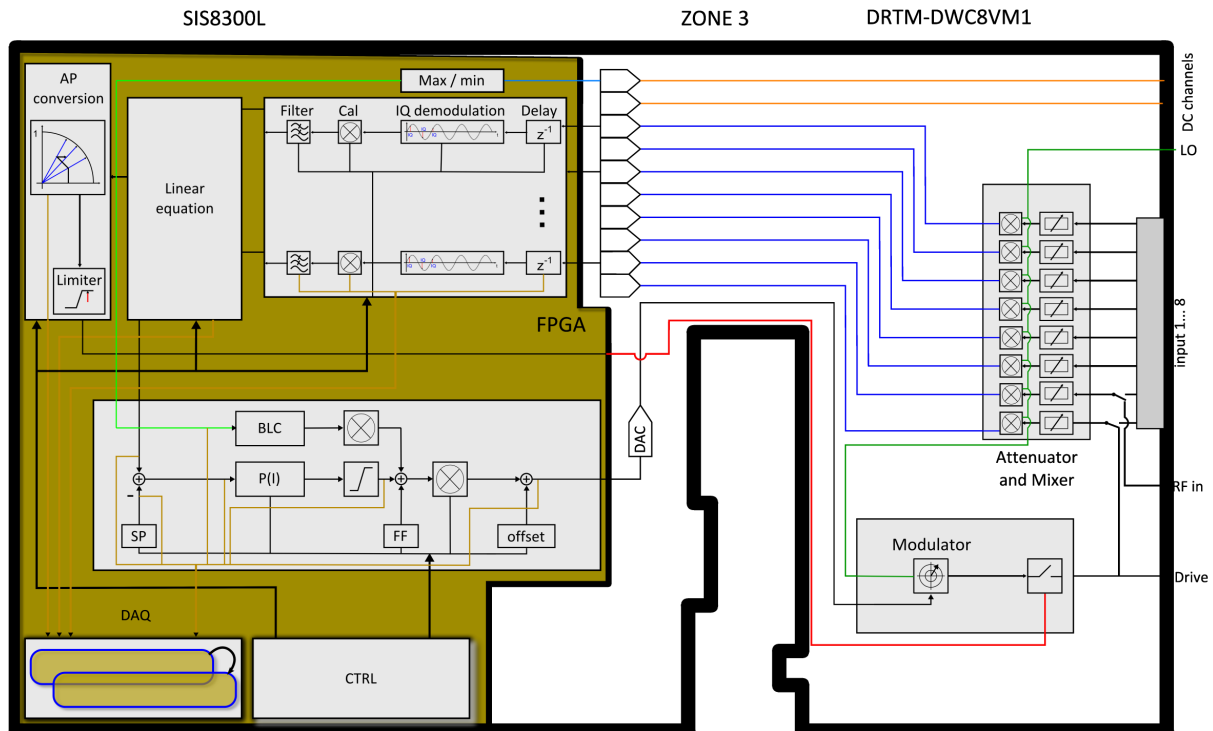 SIS8300L
ZONE 3
DRTM-DWC8VM1
AP
conversion
1
Limiter
Linear
equation
Max / min
Filter
Cal
IQ demodulation
Delay
z-1
z-1
FPGA
DC channels
LO
input 1... 8
Attenuator
and Mixer
RF in
Drive
Modulator
DAC
BLC
P(I)
-
SP
FF
offset
DAQ
CTRL